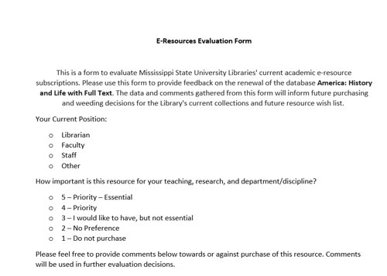 E-Resources Evaluation Form
This is a form to evaluate Mississippi State University Libraries' current academic e-resource
subscriptions. Please use this form to provide feedback on the renewal of the database America: History
and Life with Full Text. The data and comments gathered from this form will inform future purchasing
and weeding decisions for the Library's current collections and future resource wish list.
Your Current Position:
o Librarian
o Faculty
o Staff
o Other
How important is this resource for your teaching, research, and department/discipline?
o 5 – Priority – Essential
o 4 – Priority
o 3 – I would like to have, but not essential
o 2 – No Preference
o 1 – Do not purchase
Please feel free to provide comments below towards or against purchase of this resource. Comments
will be used in further evaluation decisions.